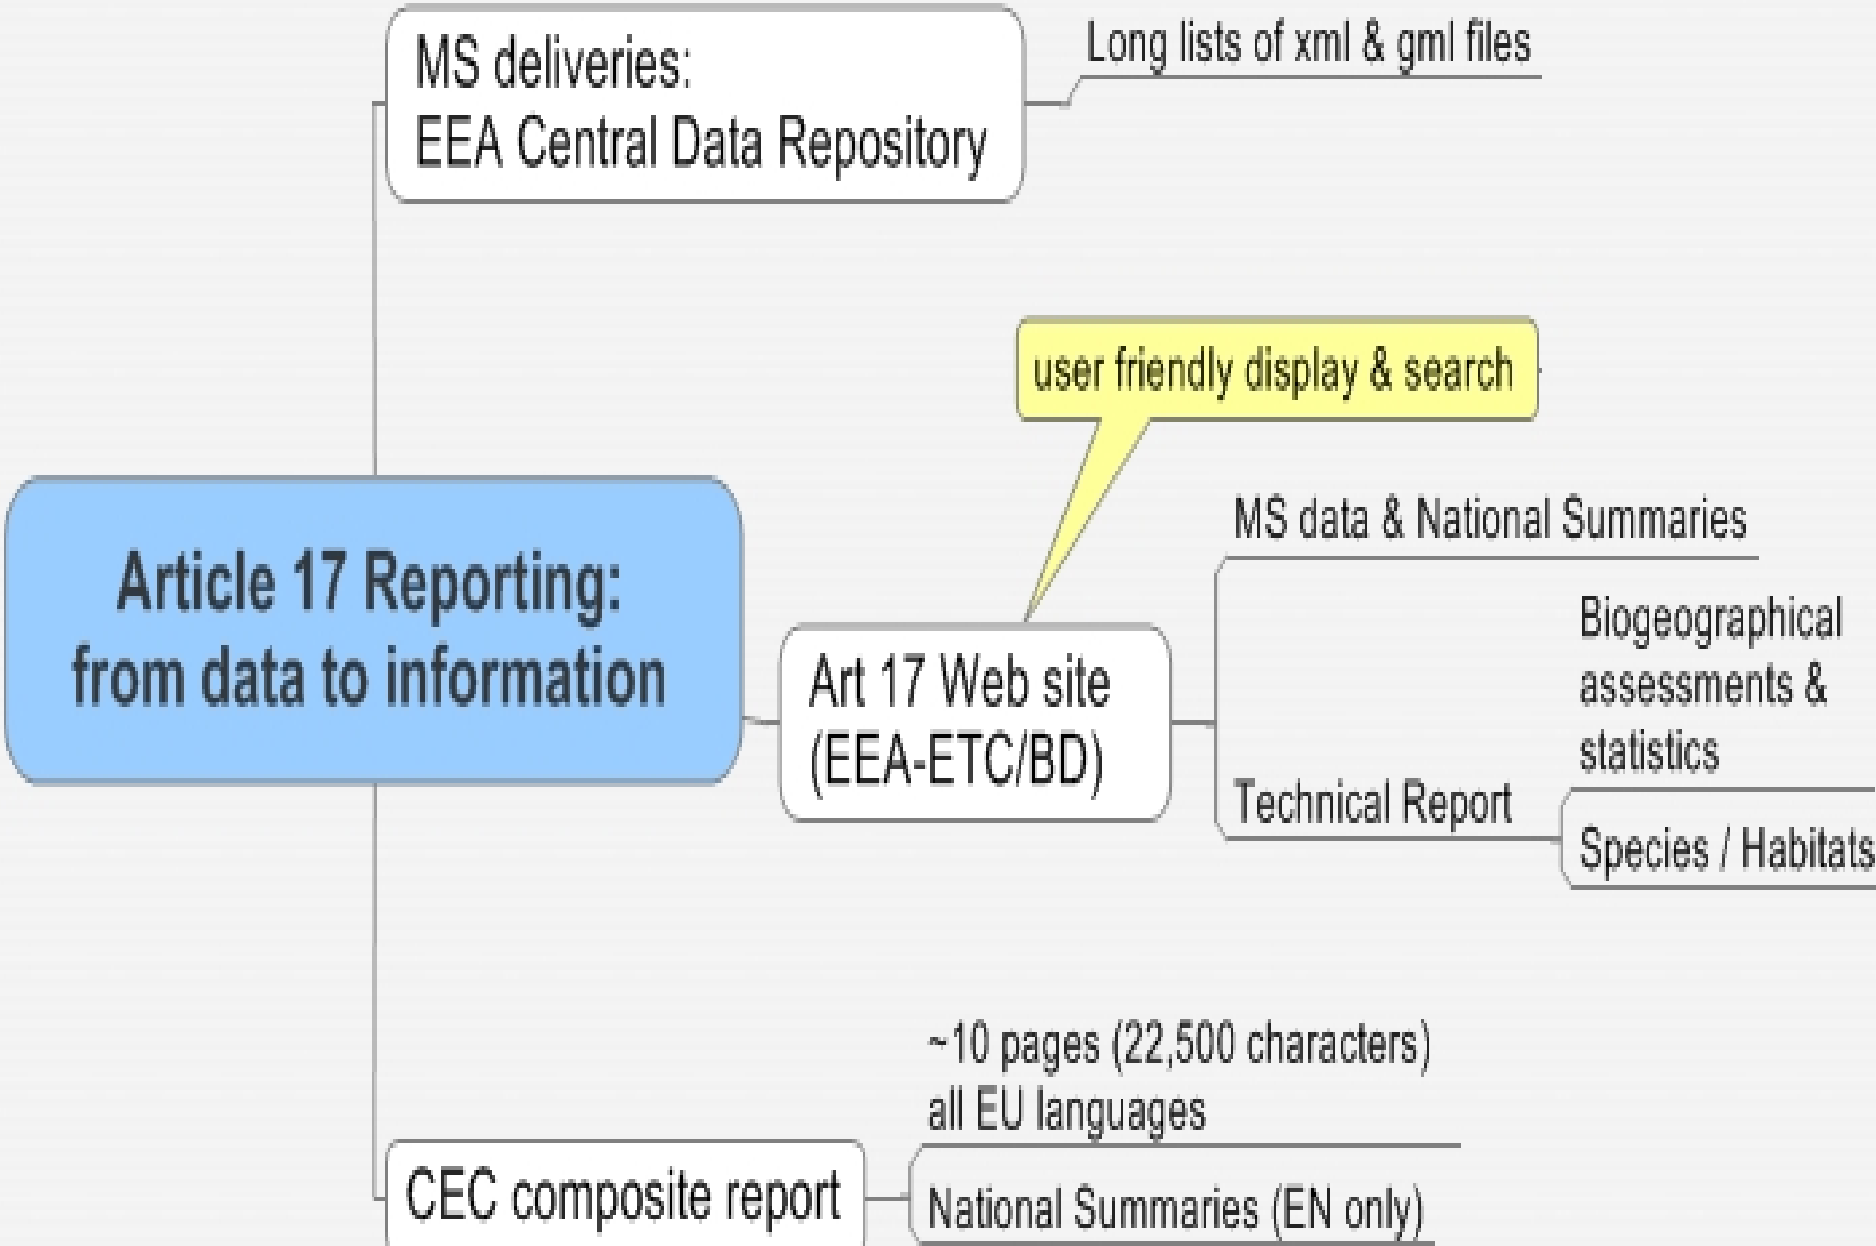 MS deliveries:
EEA Central Data Repository
Long lists of xml & gml files
user friendly display & search
Article 17 Reporting:
from data to information
Art 17 Web site
(EEA-ETC/BD)
MS data & National Summaries
Technical Report
Biogeographical
assessments &
statistics
Species / Habitats
CEC composite report
~10 pages (22,500 characters)
all EU languages
National Summaries (EN only)